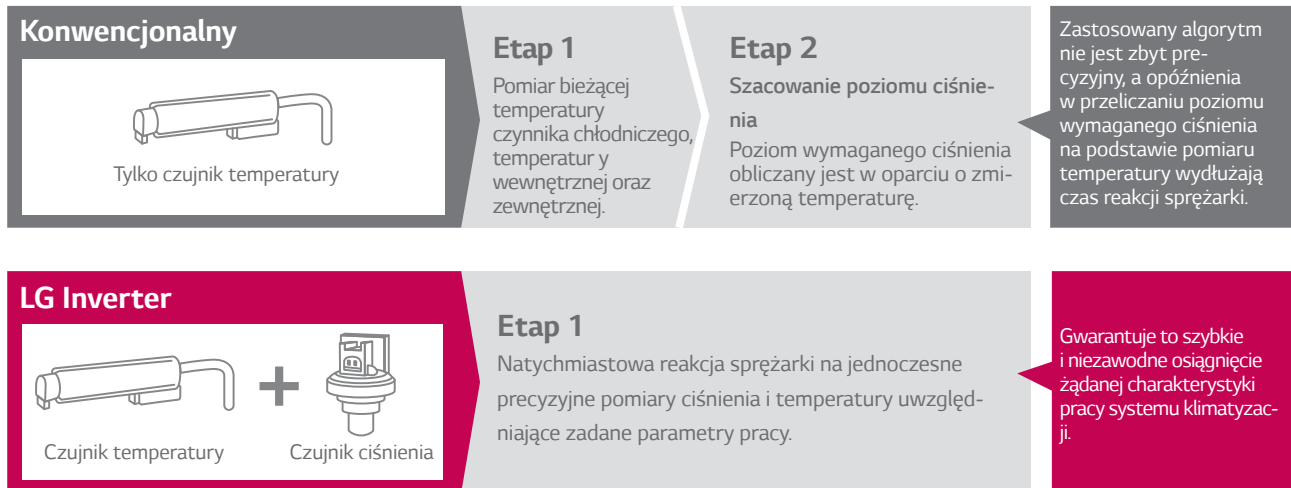 Konwencjonalny
Tylko czujnik temperatury
Etap 1
Pomiar bieżącej
temperatury
czynnika chłodniczego,
temperatur y
wewnętrznej oraz
zewnętrznej.
Etap 2
Szacowanie poziomu ciśnie-
nia
Poziom wymaganego ciśnienia
obliczany jest w oparciu o zmi-
erzoną temperaturę.
Zastosowany algorytm
nie jest zbyt pre-
cyzyjny, a opóźnienia
w przeliczaniu poziomu
wymaganego ciśnienia
na podstawie pomiaru
temperatury wydłużają
czas reakcji sprężarki.
LG Inverter
Czujnik temperatury
+
Czujnik ciśnienia
Etap 1
Natychmiastowa reakcja sprężarki na jednoczesne
precyzyjne pomiary ciśnienia i temperatury uwzględ-
niające zadane parametry pracy.
Gwarantuje to szybkie
i niezawodne osiągnięcie
żądanej charakterystyki
pracy systemu klimatyzac-
ji.